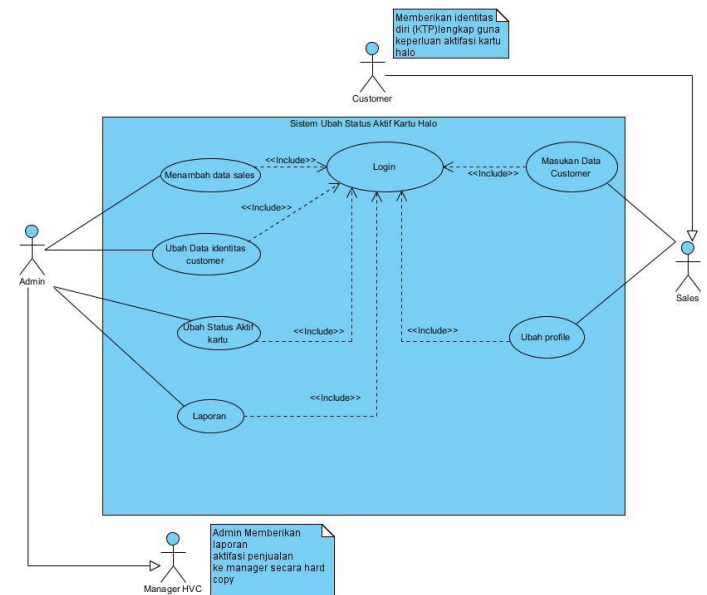 Memberikan identitas
diri (KTP)lengkap guna
keperluan aktifasi kartu
halo
Customer
Sistem Ubah Status Aktif Kartu Halo
Menambah data sales
<<Include>>
Login
<<Include>>
Masukan Data
Customer
<<Include>>
Ubah Data identitas
customer
Admin
Sales
Ubah Status Aktif
kartu
<<Include>>
<<Include>>
Ubah profile
<<Include>>
Laporan
Manager HVC
Admin Memberikan
laporan
aktifasi penjualan
ke manager secara hard
copy